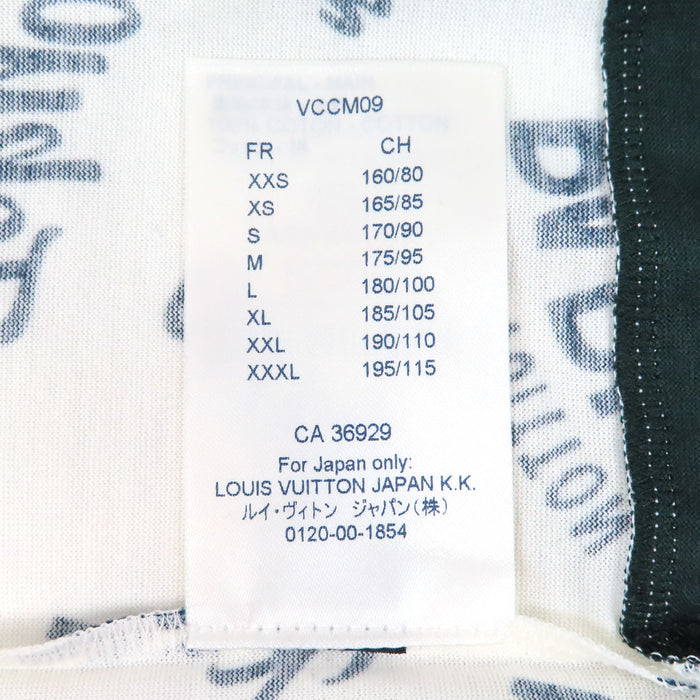 VCCM09
FR CH
XXS 160/80
XS 165/85
S 170/90
M 175/95
L 180/100
XL 185/105
XXL 190/110
XXXL 195/115
CA 36929
For Japan only:
LOUIS VUITTON JAPAN K.K.
ルイ・ヴィトン ジャパン(株)
0120-00-1854